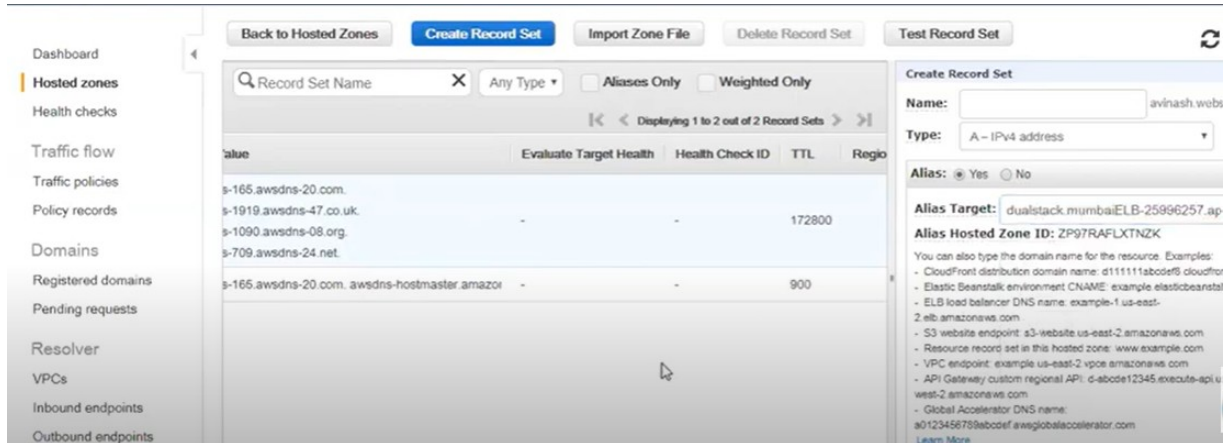 Back to Hosted Zones Create Record Set Import Zone File Delete Record Set Test Record Set
Dashboard
Hosted zones
Health checks
Traffic flow
Traffic policies
Policy records
Domains
Registered domains
Pending requests
Resolver
VPCs
Inbound endpoints
Outbound endpoints
Record Set Name X Any Type Aliases Only Weighted Only
Displaying 1 to 2 out of 2 Record Sets
alue Evaluate Target Health Health Check ID TTL Regio
s-165.awsdns-20.com.
s-1919.awsdns-47.co.uk.
s-1090.awsdns-08.org.
s-709.awsdns-24.net.
- - 172800
s-165.awsdns-20.com. awsdns-hostmaster.amazo - - 900
Create Record Set
Name: avinash.webs
Type: A – IPv4 address
Alias: Yes No
Alias Target: dualstack.mumbaiELB-25996257.ap
Alias Hosted Zone ID: ZP97RAFLXTNZK
You can also type the domain name for the resource. Examples:
- CloudFront distribution domain name: d111111abcdef8.cloudfro
- Elastic Beanstalk environment CNAME: example.elasticbeanstal
- ELB load balancer DNS name: example-1.us-east-
2.elb.amazonaws.com
- S3 website endpoint: s3-website.us-east-2.amazonaws.com
- Resource record set in this hosted zone: www.example.com
- VPC endpoint: example.us-east-2.vpce.amazonaws.com
- API Gateway custom regional API: d-abcde12345.execute-api.u
west-2.amazonaws.com
- Global Accelerator DNS name:
a0123456789abcdef.awsglobalaccelerator.com
Learn More